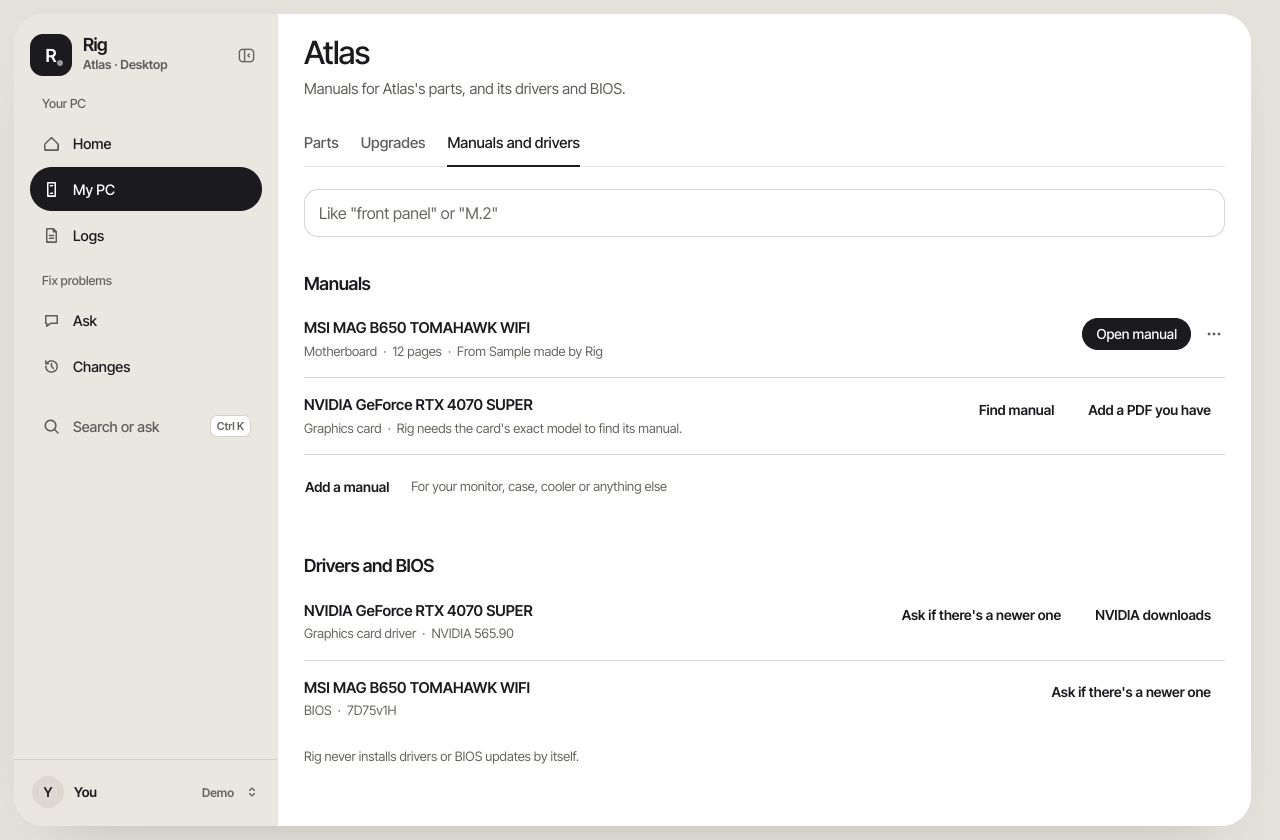 R.
Rig
Atlas · Desktop
Your PC
Home
My PC
Logs
Fix problems
Ask
Changes
Search or ask
Ctrl K
Y
You
Demo
Atlas
Manuals for Atlas's parts, and its drivers and BIOS.
Parts
Upgrades
Manuals and drivers
Like "front panel" or "M.2"
Manuals
MSI MAG B650 TOMAHAWK WIFI
Motherboard · 12 pages · From Sample made by Rig
Open manual
NVIDIA GeForce RTX 4070 SUPER
Graphics card · Rig needs the card's exact model to find its manual.
Find manual
Add a PDF you have
Add a manual
For your monitor, case, cooler or anything else
Drivers and BIOS
NVIDIA GeForce RTX 4070 SUPER
Graphics card driver · NVIDIA 565.90
Ask if there's a newer one
NVIDIA downloads
MSI MAG B650 TOMAHAWK WIFI
BIOS · 7D75v1H
Ask if there's a newer one
Rig never installs drivers or BIOS updates by itself.